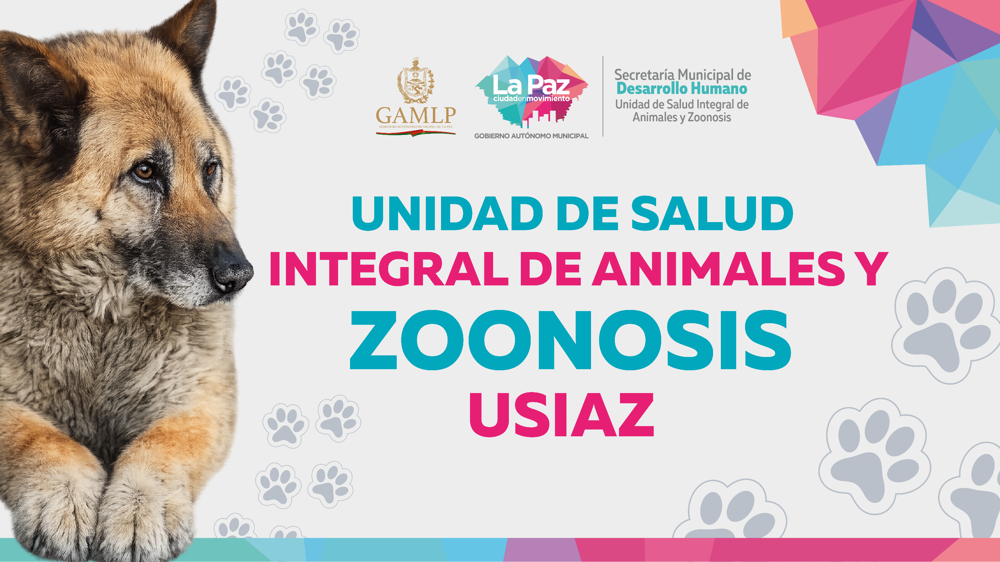 GAMLP
GOBIERNO AUTÓNOMO MUNICIPAL DE LA PAZ
La Paz
ciudadenmovimiento
GOBIERNO AUTÓNOMO MUNICIPAL
Secretaría Municipal de
Desarrollo Humano
Unidad de Salud Integral de
Animales y Zoonosis
UNIDAD DE SALUD
INTEGRAL DE ANIMALES Y
ZOONOSIS
USIAZ